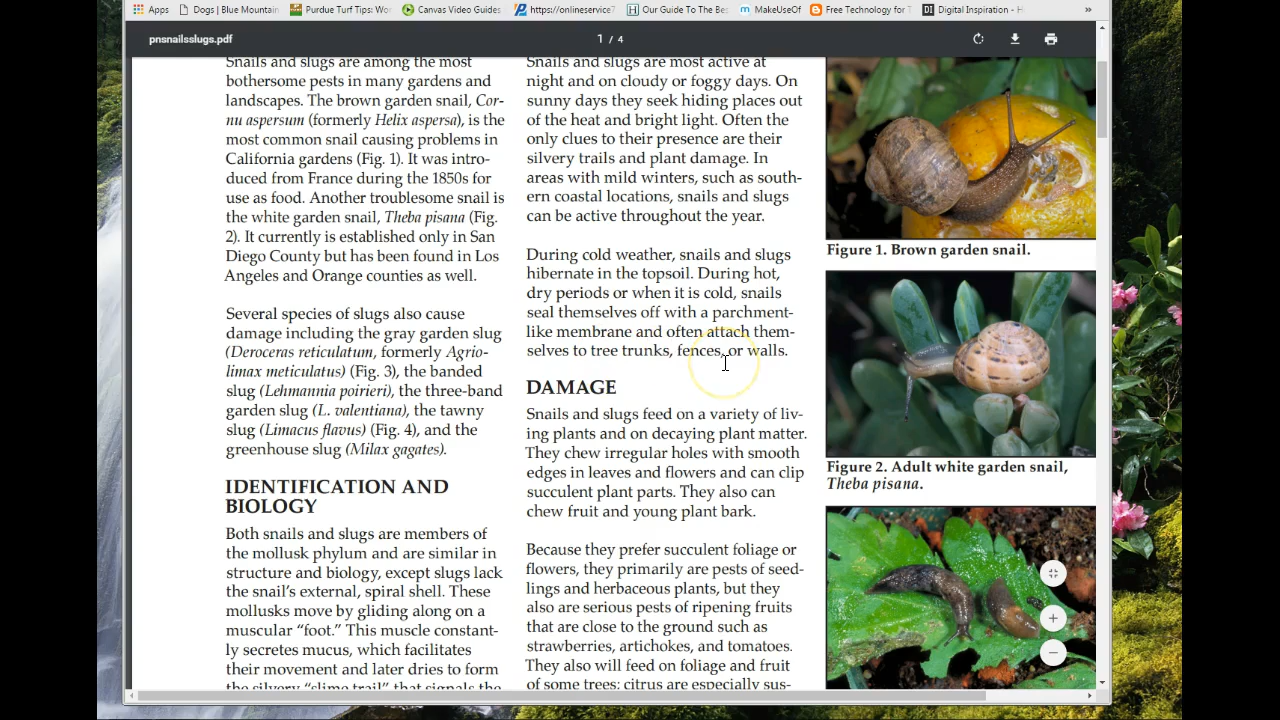 Apps
Dogs | Blue Mountain
Purdue Turf Tips: Wo
Canvas Video Guides
https://onlineservice7
Our Guide To The Bes
MakeUseOf
Free Technology for T
Digital Inspiration - H
»
pnsnailsslugs.pdf
1 / 4
Snails and slugs are among the most
bothersome pests in many gardens and
landscapes. The brown garden snail, Cor-
nu aspersum (formerly Helix aspersa), is the
most common snail causing problems in
California gardens (Fig. 1). It was intro-
duced from France during the 1850s for
use as food. Another troublesome snail is
the white garden snail, Theba pisana (Fig.
2). It currently is established only in San
Diego County but has been found in Los
Angeles and Orange counties as well.
Several species of slugs also cause
damage including the gray garden slug
(Deroceras reticulatum, formerly Agrio-
limax meticulatus) (Fig. 3), the banded
slug (Lehmannia poirieri), the three-band
garden slug (L. valentiana), the tawny
slug (Limacus flavus) (Fig. 4), and the
greenhouse slug (Milax gagates).
IDENTIFICATION AND
BIOLOGY
Both snails and slugs are members of
the mollusk phylum and are similar in
structure and biology, except slugs lack
the snail's external, spiral shell. These
mollusks move by gliding along on a
muscular "foot." This muscle constant-
ly secretes mucus, which facilitates
their movement and later dries to form
the silvery "slime trail" that signals the
Snails and slugs are most active at
night and on cloudy or foggy days. On
sunny days they seek hiding places out
of the heat and bright light. Often the
only clues to their presence are their
silvery trails and plant damage. In
areas with mild winters, such as south-
ern coastal locations, snails and slugs
can be active throughout the year.
During cold weather, snails and slugs
hibernate in the topsoil. During hot,
dry periods or when it is cold, snails
seal themselves off with a parchment-
like membrane and often attach them-
selves to tree trunks, fences, or walls.
DAMAGE
Snails and slugs feed on a variety of liv-
ing plants and on decaying plant matter.
They chew irregular holes with smooth
edges in leaves and flowers and can clip
succulent plant parts. They also can
chew fruit and young plant bark.
Because they prefer succulent foliage or
flowers, they primarily are pests of seed-
lings and herbaceous plants, but they
also are serious pests of ripening fruits
that are close to the ground such as
strawberries, artichokes, and tomatoes.
They also will feed on foliage and fruit
of some trees; citrus are especially sus-
Figure 1. Brown garden snail.
Figure 2. Adult white garden snail,
Theba pisana.